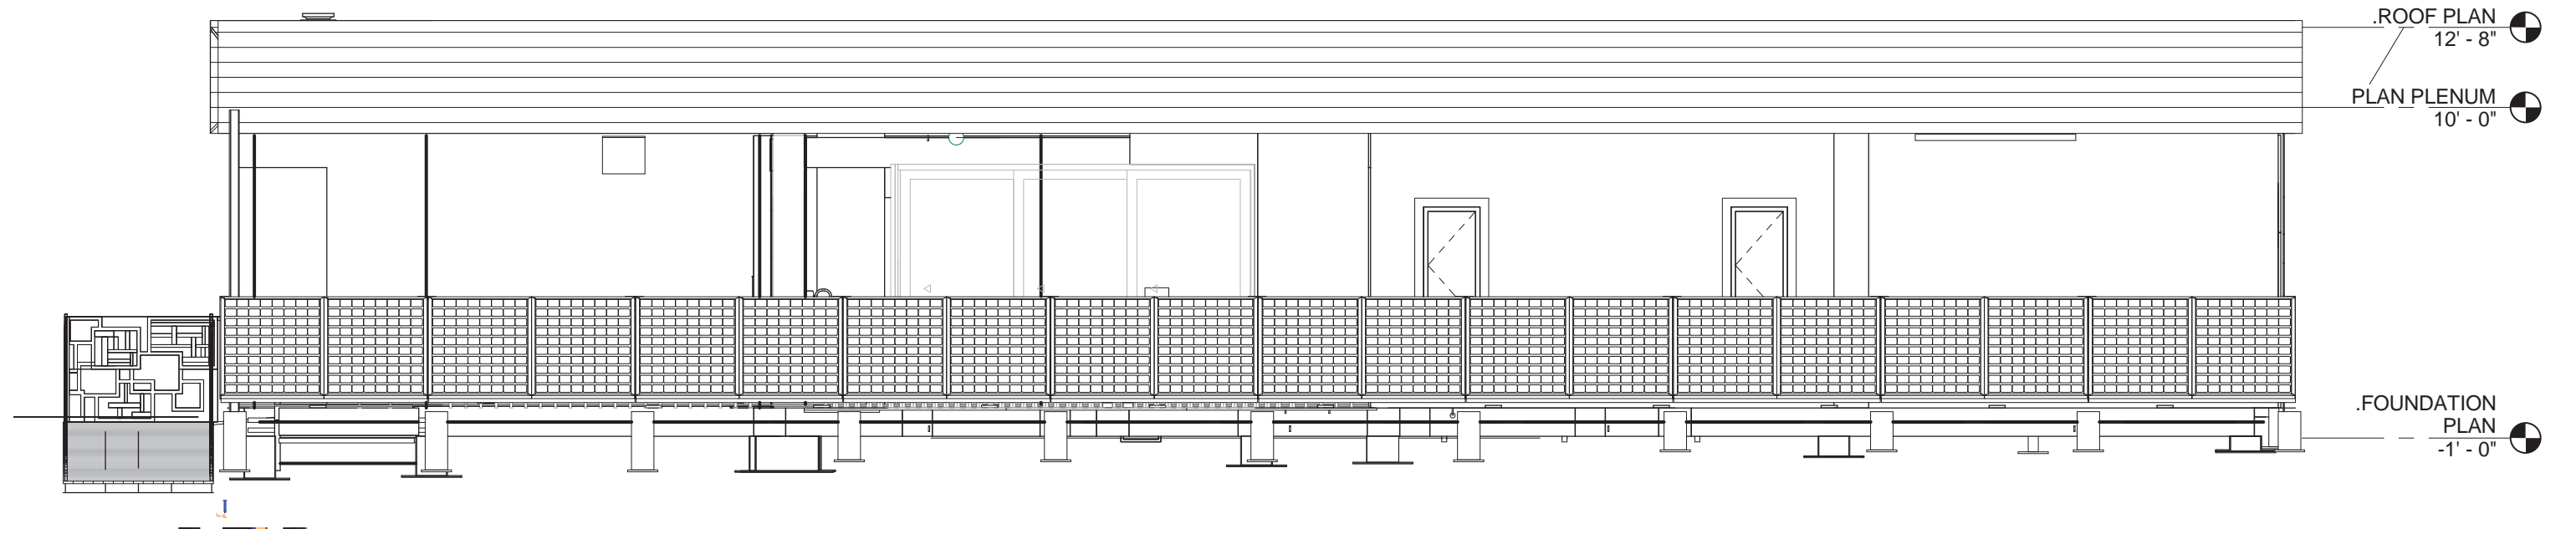 .ROOF PLAN
12' - 8"
PLAN PLENUM
10' - 0"
.FOUNDATION
PLAN
-1' - 0"